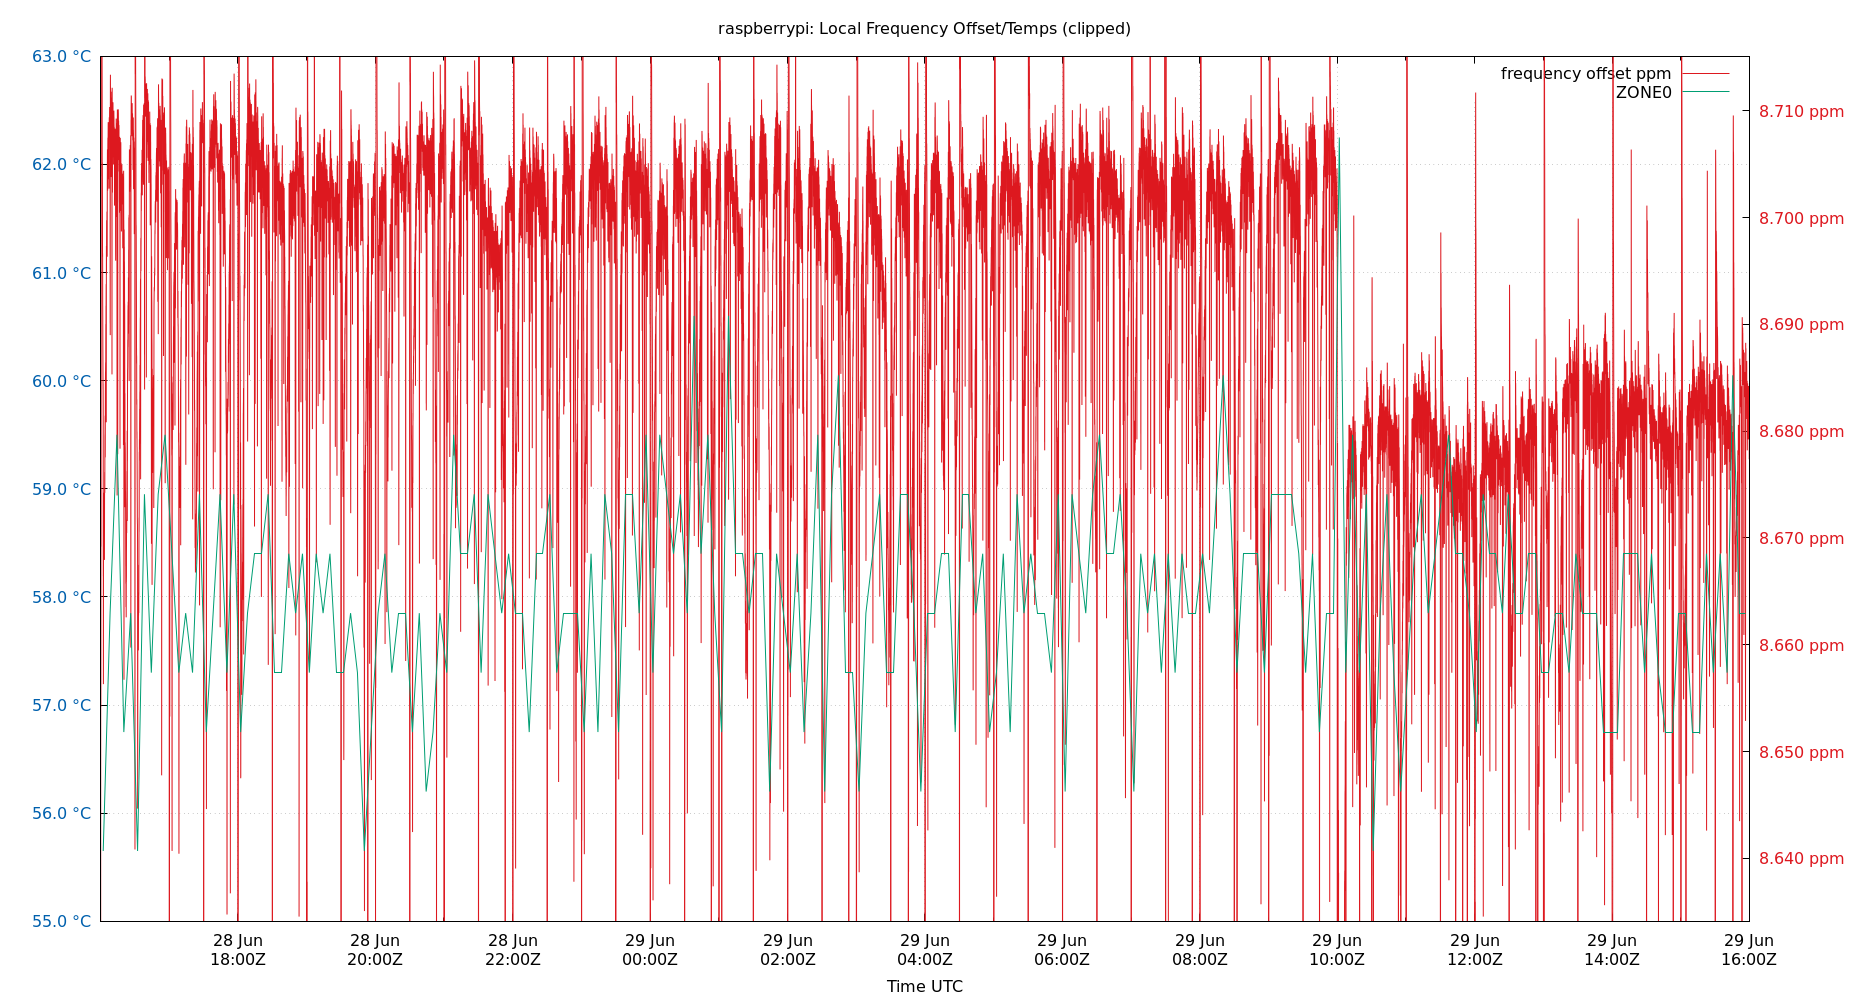 raspberrypi: Local Frequency Offset/Temps (clipped)
63.0 °C
62.0 °C
61.0 °C
60.0 °C
59.0 °C
58.0 °C
57.0 °C
56.0 °C
55.0 °C
frequency offset ppm
ZONE0
8.710 ppm
8.700 ppm
8.690 ppm
8.680 ppm
8.670 ppm
8.660 ppm
8.650 ppm
8.640 ppm
28 Jun 28 Jun 28 Jun 29 Jun 29 Jun 29 Jun 29 Jun 29 Jun 29 Jun 29 Jun 29 Jun 29 Jun
18:00Z 20:00Z 22:00Z 00:00Z 02:00Z 04:00Z 06:00Z 08:00Z 10:00Z 12:00Z 14:00Z 16:00Z
Time UTC